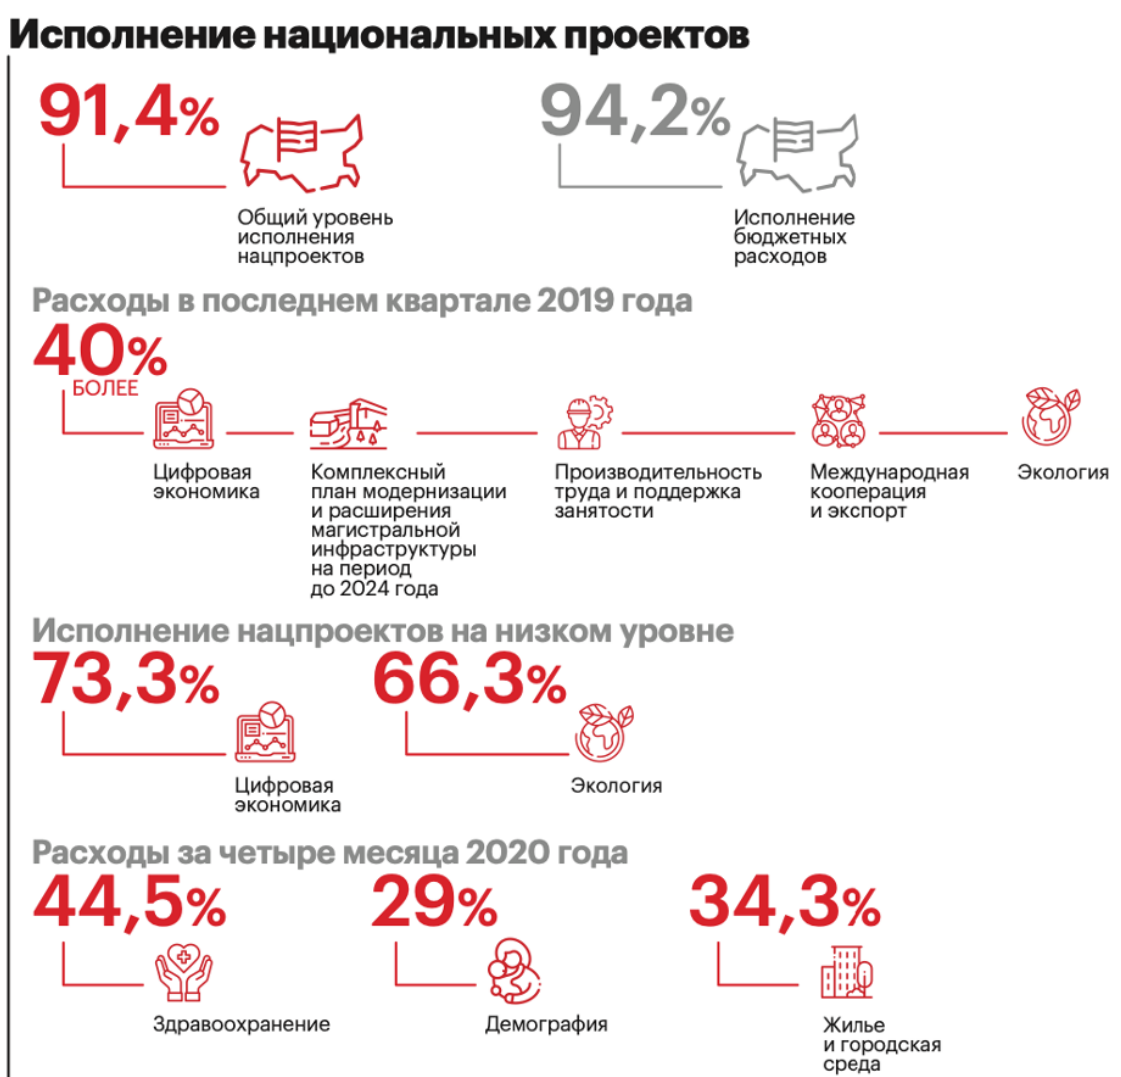 Исполнение национальных проектов
91,4%
Общий уровень
исполнения
нацпроектов
94,2%
Исполнение
бюджетных
расходов
Расходы в последнем квартале 2019 года
40%
БОЛЕЕ
Цифровая
экономика
Комплексный
план модернизации
и расширения
магистральной
инфраструктуры
на период
до 2024 года
Производительность
труда и поддержка
занятости
Международная
кооперация
и экспорт
Экология
Исполнение нацпроектов на низком уровне
73,3%
Цифровая
экономика
66,3%
Экология
Расходы за четыре месяца 2020 года
44,5%
Здравоохранение
29%
Демография
34,3%
Жилье
и городская
среда